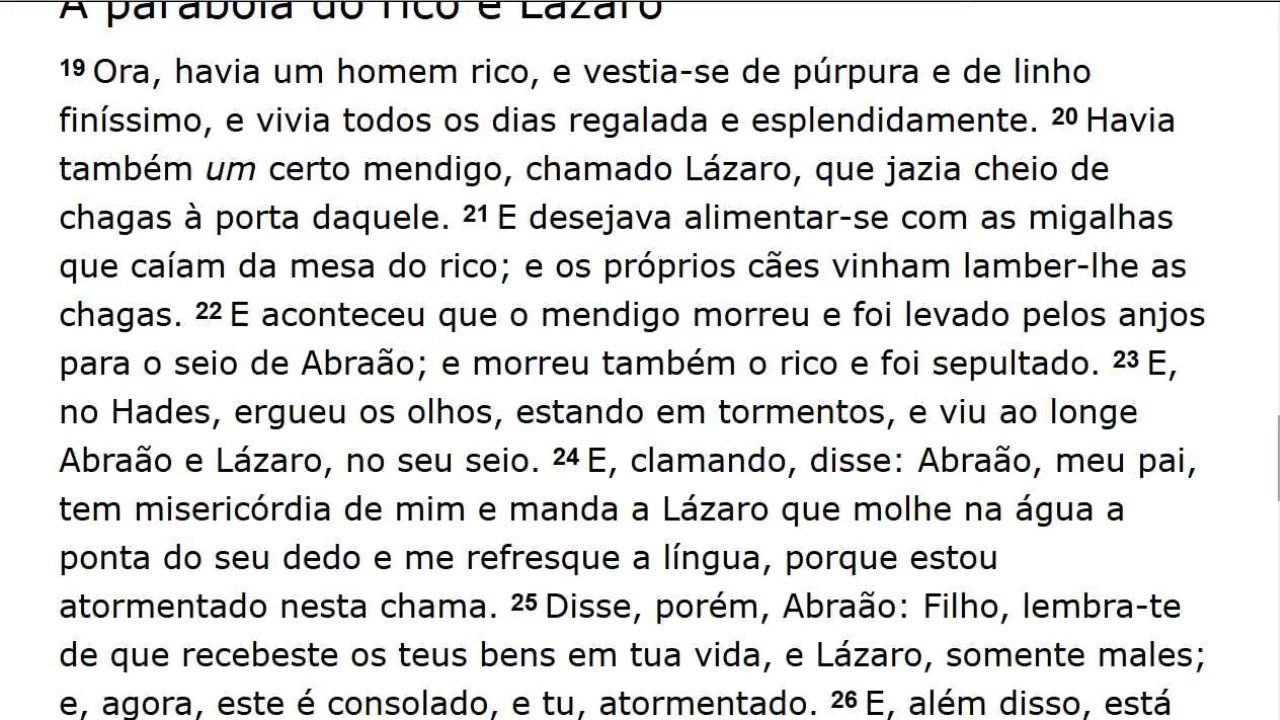 A parábola do rico e Lázaro
19 Ora, havia um homem rico, e vestia-se de púrpura e de linho
finíssimo, e vivia todos os dias regalada e esplendidamente. 20 Havia
também um certo mendigo, chamado Lázaro, que jazia cheio de
chagas à porta daquele. 21 E desejava alimentar-se com as migalhas
que caíam da mesa do rico; e os próprios cães vinham lamber-lhe as
chagas. 22 E aconteceu que o mendigo morreu e foi levado pelos anjos
para o seio de Abraão; e morreu também o rico e foi sepultado. 23 E,
no Hades, ergueu os olhos, estando em tormentos, e viu ao longe
Abraão e Lázaro, no seu seio. 24 E, clamando, disse: Abraão, meu pai,
tem misericórdia de mim e manda a Lázaro que molhe na água a
ponta do seu dedo e me refresque a língua, porque estou
atormentado nesta chama. 25 Disse, porém, Abraão: Filho, lembra-te
de que recebeste os teus bens em tua vida, e Lázaro, somente males;
e, agora, este é consolado, e tu, atormentado. 26 E, além disso, está